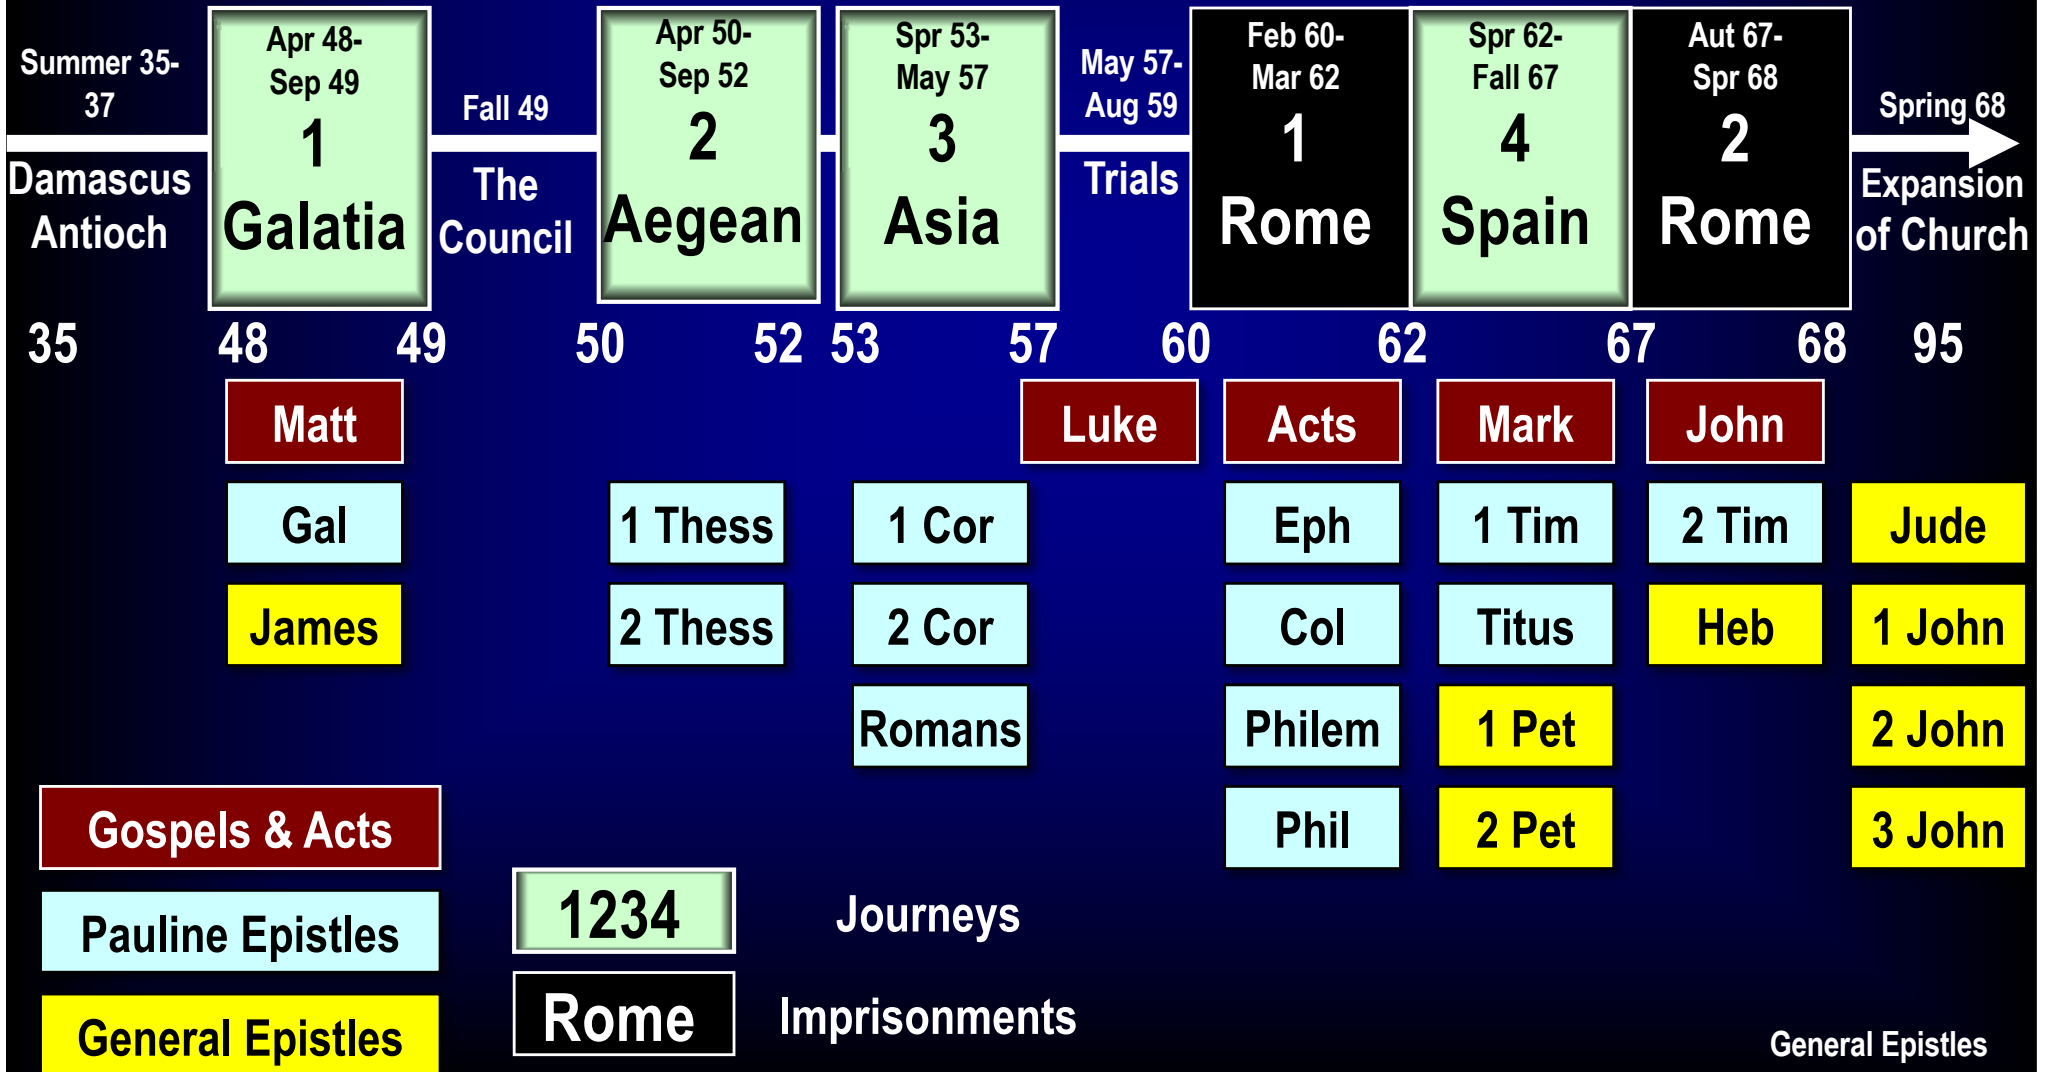 Summer 35-
37
Damascus
Antioch
Apr 48-
Sep 49
1
Galatia
Fall 49
The
Council
Apr 50-
Sep 52
2
Aegean
Spr 53-
May 57
3
Asia
May 57-
Aug 59
Trials
Feb 60-
Mar 62
1
Rome
Spr 62-
Fall 67
4
Spain
Aut 67-
Spr 68
2
Rome
Spring 68
Expansion
of Church
35 48 49 50 52 53 57 60 62 67 68 95
Matt Luke Acts Mark John
Gal 1 Thess 1 Cor Eph 1 Tim 2 Tim Jude
James 2 Thess 2 Cor Col Titus Heb 1 John
Romans Philem 1 Pet 2 John
Phil 2 Pet 3 John
Gospels & Acts
Pauline Epistles
General Epistles
1234 Journeys
Rome Imprisonments
General Epistles